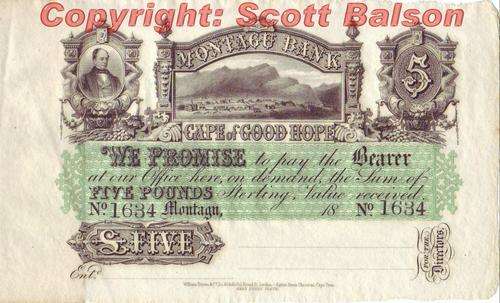 Copyright: Scott Balson
MONTAGU BANK
5
CAPE of GOOD HOPE
WE PROMISE to pay the Bearer
at our Office here, on demand, the Sum of
FIVE POUNDS Sterling, Value received,
No. 1634 Montagu, 18 No. 1634
£ FIVE
FOR THE Directors.
Entd.